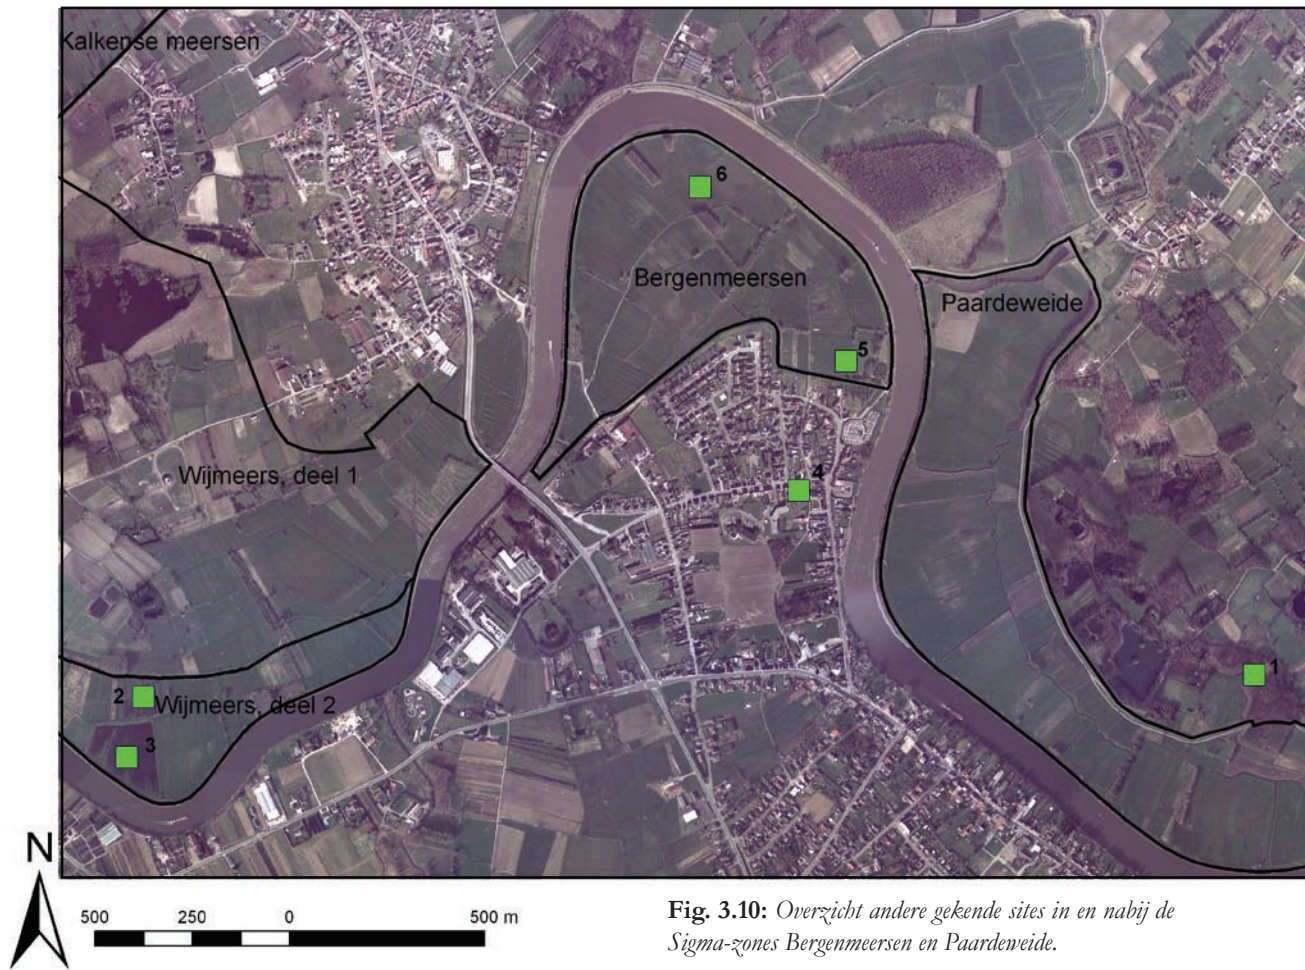 Kalkense meersen
6
Bergenmeersen
Paardeweide
5
Wijmeers, deel 1
4
1
2
Wijmeers, deel 2
3
N
500 250 0 500 m
Fig. 3.10: Overzicht andere gekende sites in en nabij de
Sigma-zones Bergenmeersen en Paardeweide.